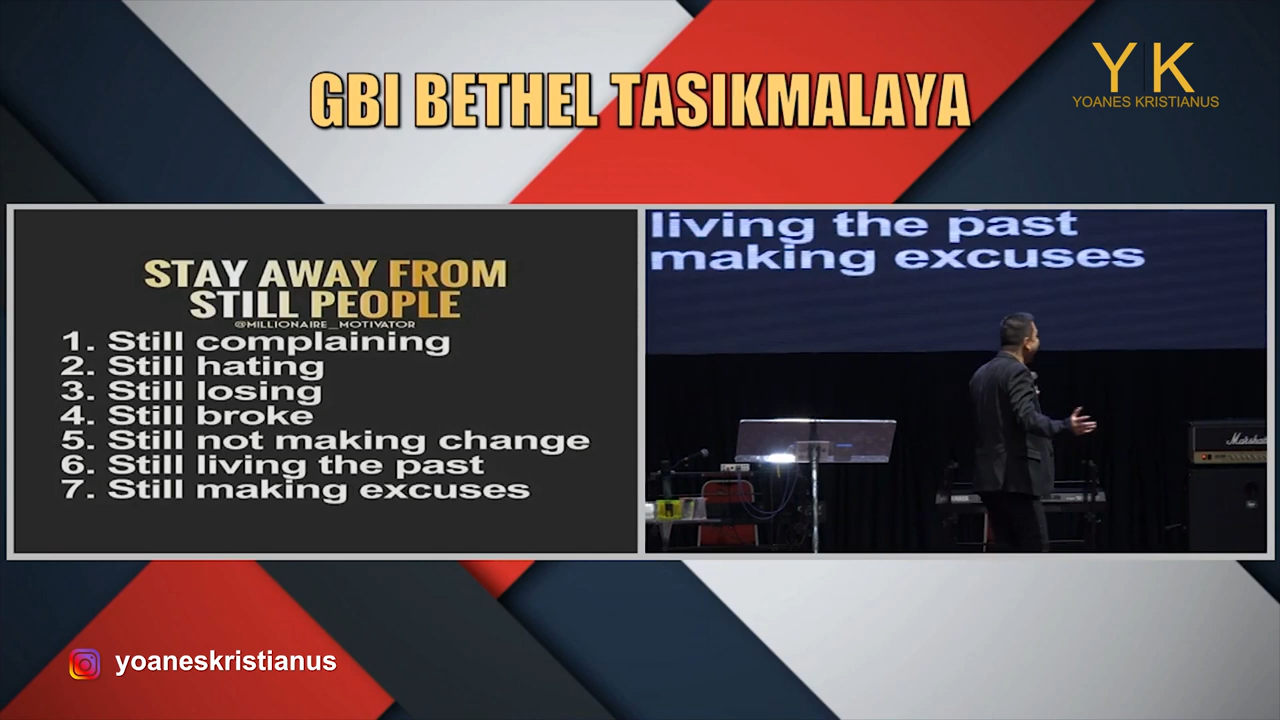 GBI BETHEL TASIKMALAYA
Y K
YOANES KRISTIANUS
STAY AWAY FROM
STILL PEOPLE
@MILLIONAIRE_MOTIVATOR
1. Still complaining
2. Still hating
3. Still losing
4. Still broke
5. Still not making change
6. Still living the past
7. Still making excuses
living the past
making excuses
Marshall
yoaneskristianus